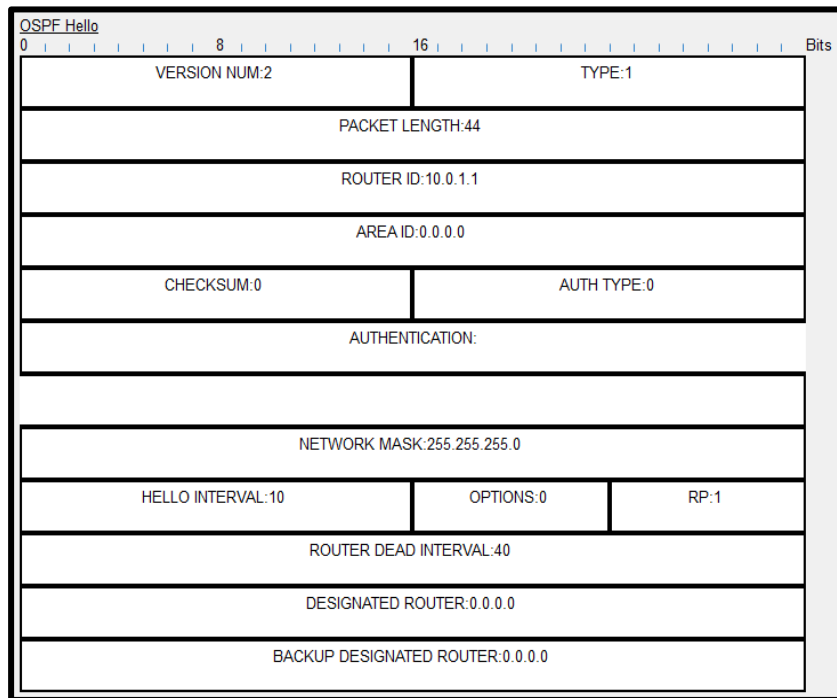 OSPF Hello
0 8 16 Bits
VERSION NUM:2 TYPE:1
PACKET LENGTH:44
ROUTER ID:10.0.1.1
AREA ID:0.0.0.0
CHECKSUM:0 AUTH TYPE:0
AUTHENTICATION:
NETWORK MASK:255.255.255.0
HELLO INTERVAL:10 OPTIONS:0 RP:1
ROUTER DEAD INTERVAL:40
DESIGNATED ROUTER:0.0.0.0
BACKUP DESIGNATED ROUTER:0.0.0.0